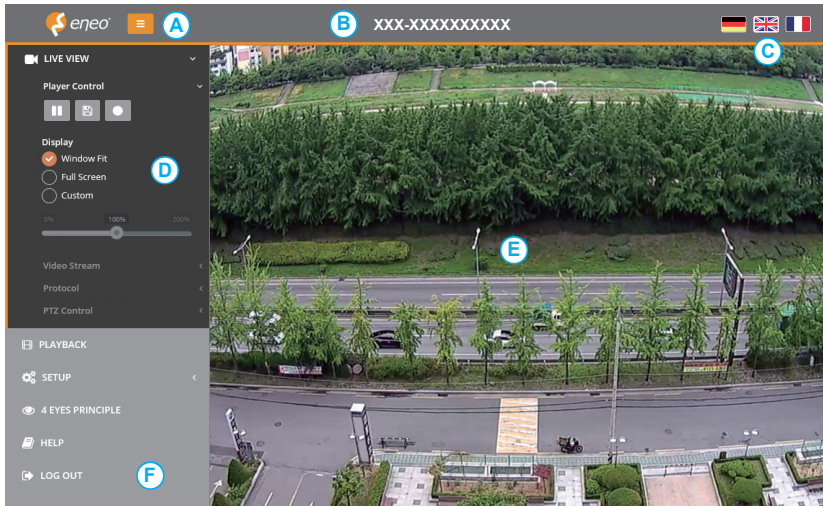 eneo
A
B
XXX-XXXXXXXXXX
C
LIVE VIEW
Player Control
Display
Window Fit
Full Screen
Custom
D
0%
100%
200%
E
Video Stream
Protocol
PTZ Control
PLAYBACK
SETUP
4 EYES PRINCIPLE
HELP
LOG OUT
F